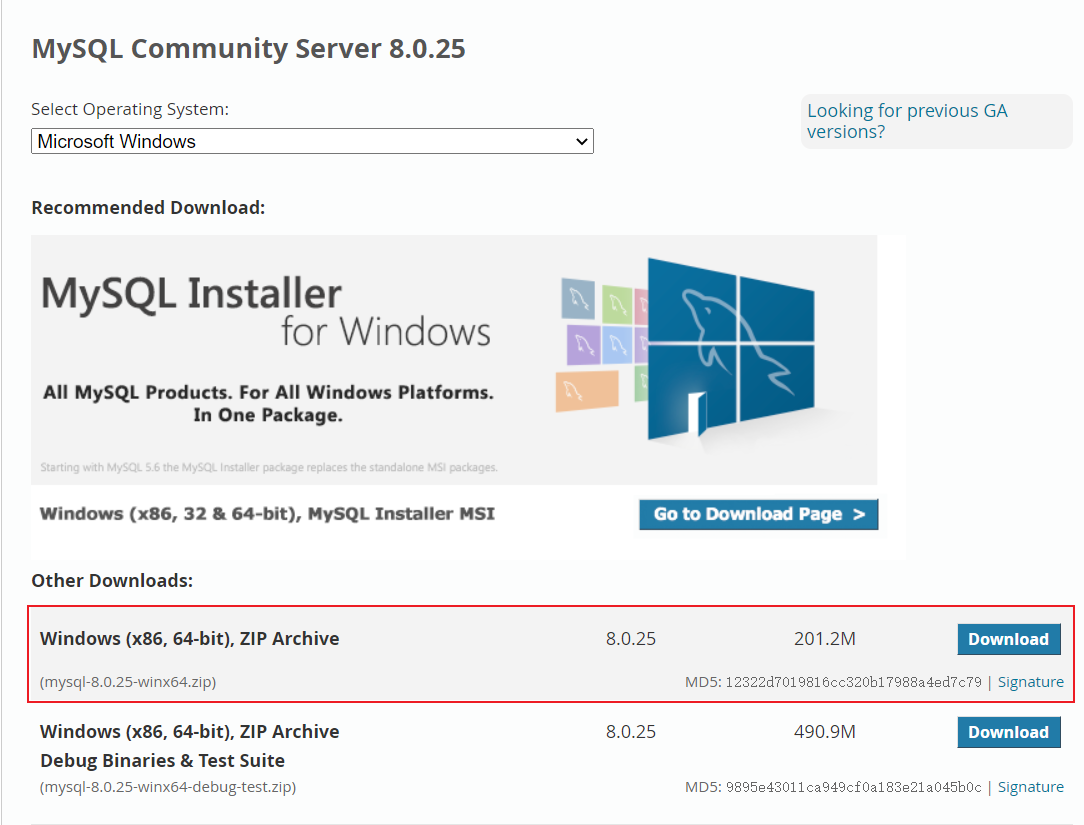 MySQL Community Server 8.0.25
Select Operating System:
Looking for previous GA
versions?
Microsoft Windows
Recommended Download:
MySQL Installer
for Windows
All MySQL Products. For All Windows Platforms.
In One Package.
Starting with MySQL 5.6 the MySQL Installer package replaces the standalone MSI packages.
Windows (x86, 32 & 64-bit), MySQL Installer MSI
Go to Download Page >
Other Downloads:
Windows (x86, 64-bit), ZIP Archive 8.0.25 201.2M Download
(mysql-8.0.25-winx64.zip) MD5: 12322d7019816cc320b17988a4ed7c79 | Signature
Windows (x86, 64-bit), ZIP Archive 8.0.25 490.9M Download
Debug Binaries & Test Suite
(mysql-8.0.25-winx64-debug-test.zip) MD5: 9895e43011ca949cf0a183e21a045b0c | Signature